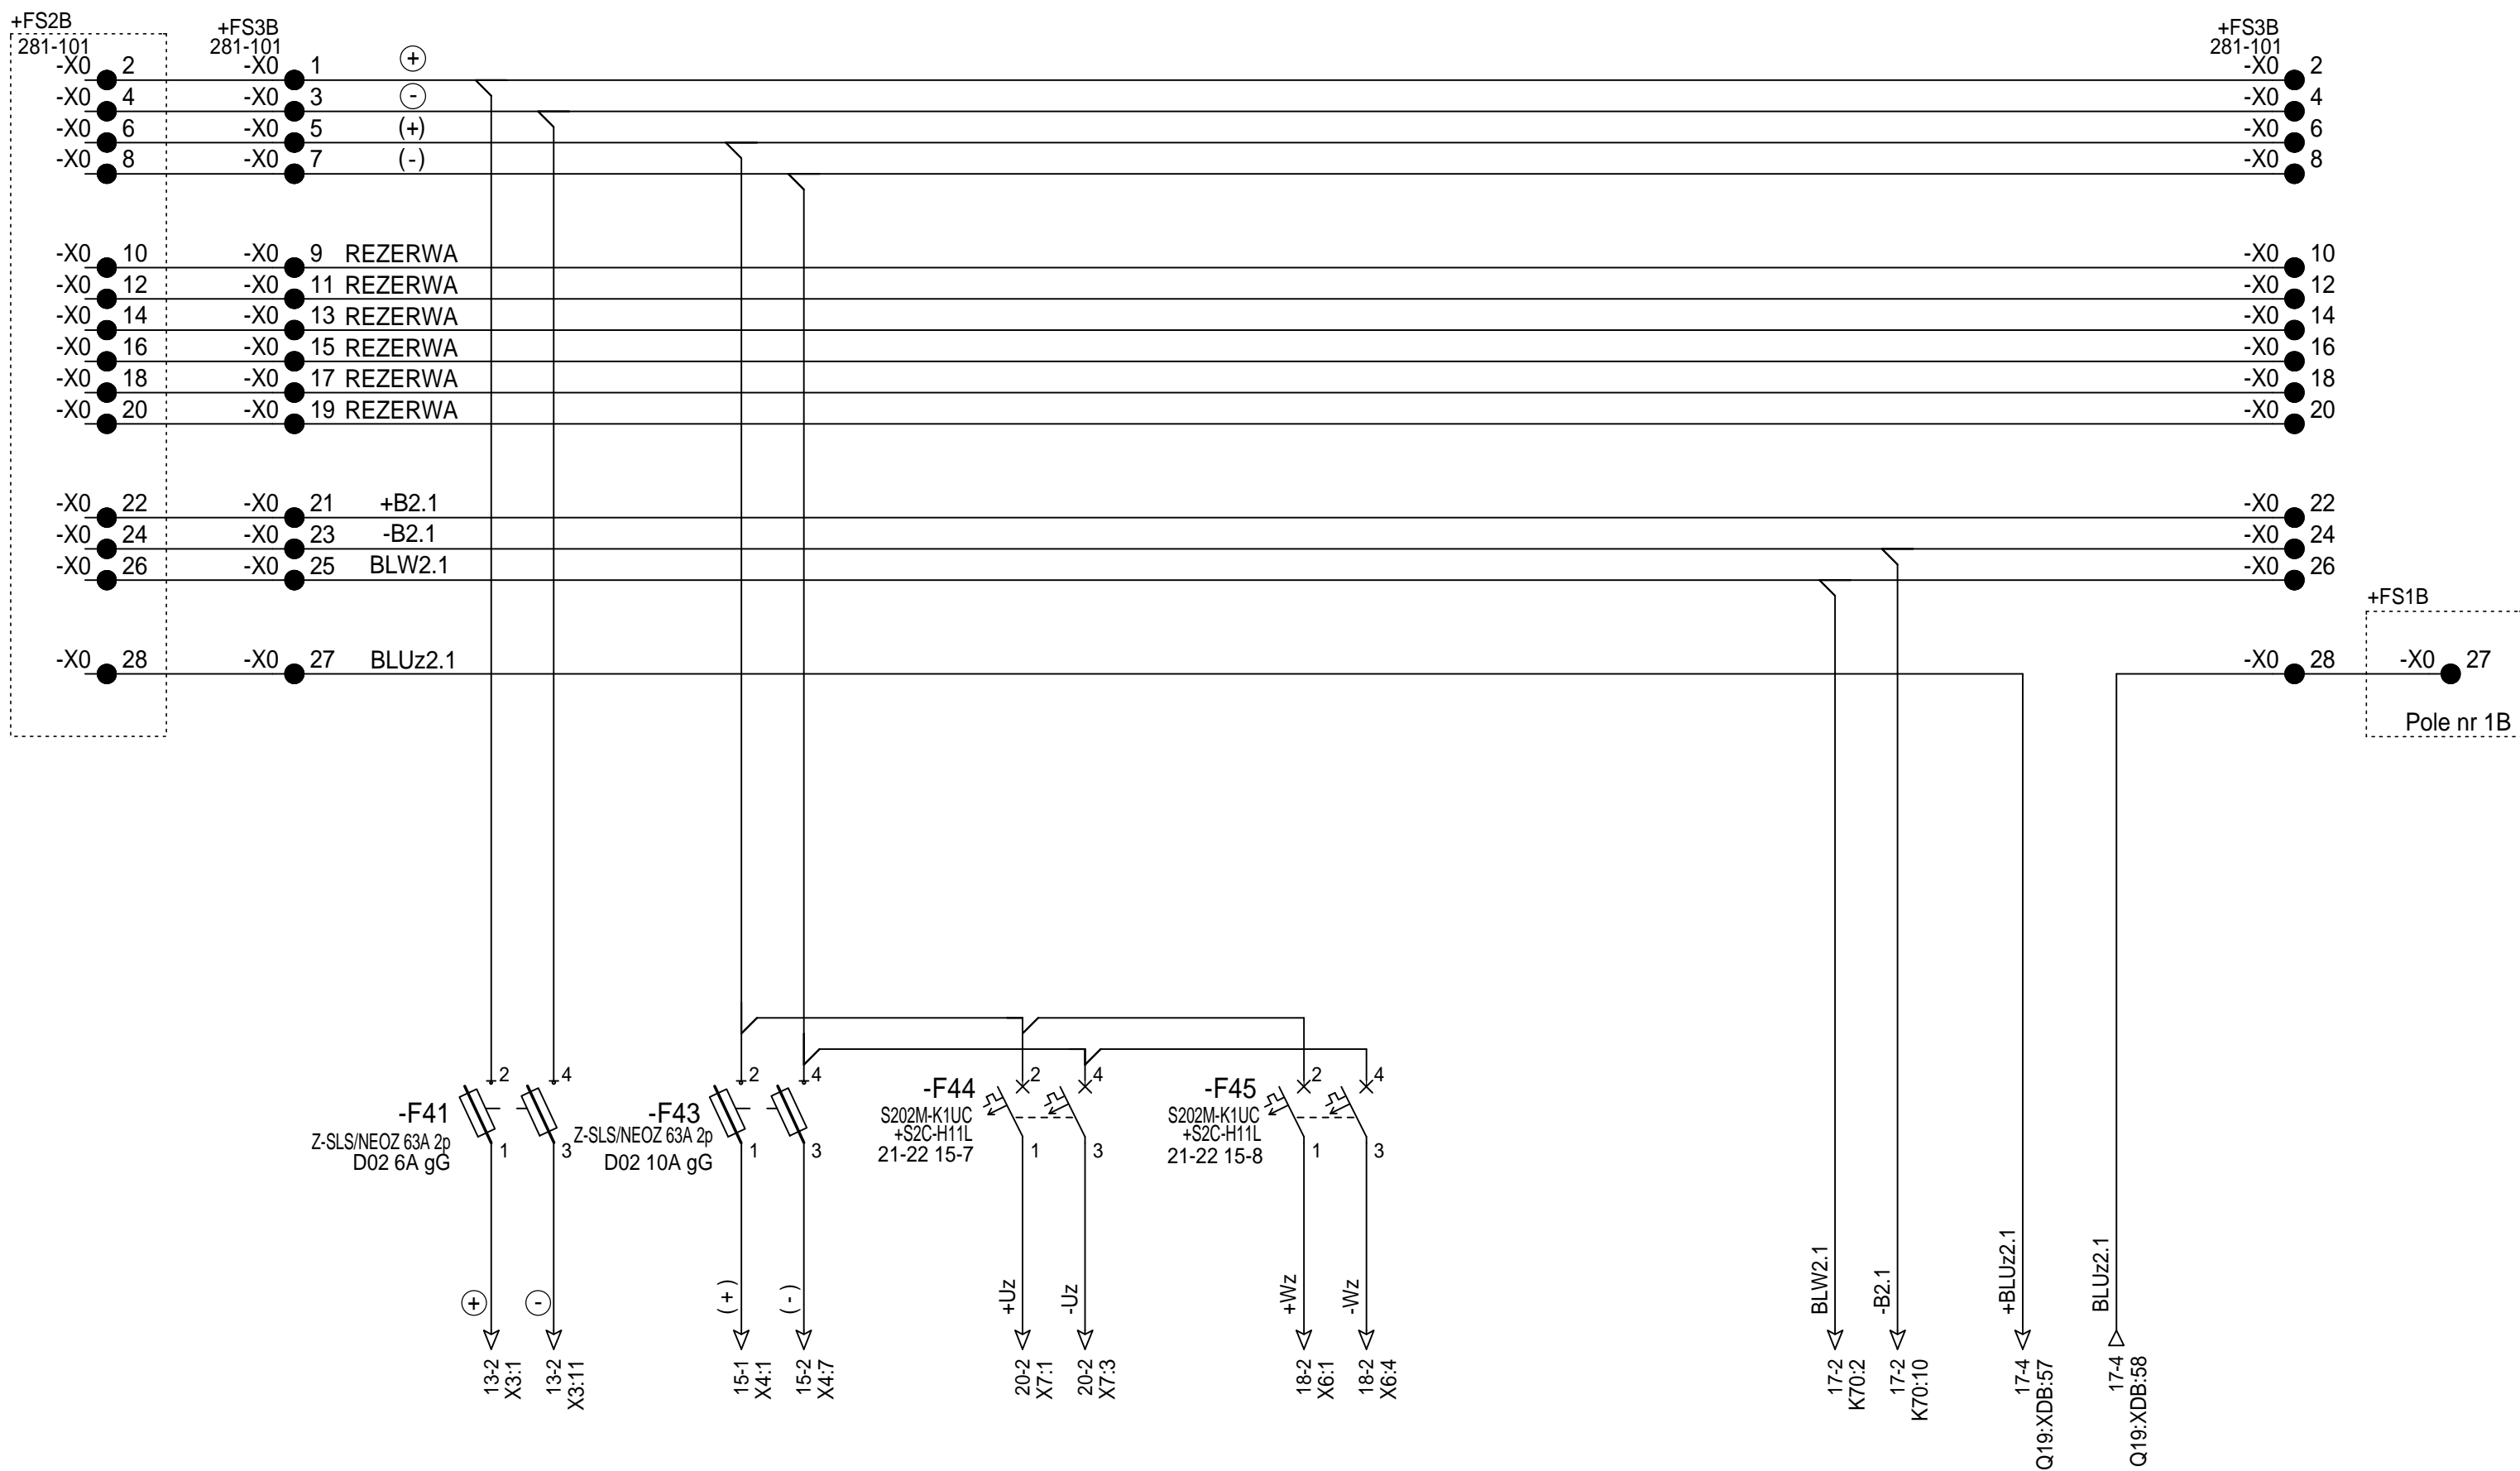 +FS2B
281-101
+FS3B
281-101
+FS3B
281-101
-X0 2 -X0 1 + -X0 2
-X0 4 -X0 3 - -X0 4
-X0 6 -X0 5 (+) -X0 6
-X0 8 -X0 7 (-) -X0 8
-X0 10 -X0 9 REZERWA -X0 10
-X0 12 -X0 11 REZERWA -X0 12
-X0 14 -X0 13 REZERWA -X0 14
-X0 16 -X0 15 REZERWA -X0 16
-X0 18 -X0 17 REZERWA -X0 18
-X0 20 -X0 19 REZERWA -X0 20
-X0 22 -X0 21 +B2.1 -X0 22
-X0 24 -X0 23 -B2.1 -X0 24
-X0 26 -X0 25 BLW2.1 -X0 26
+FS1B
-X0 28 -X0 27 BLUz2.1 -X0 28 -X0 27
Pole nr 1B
-F41
Z-SLS/NEOZ 63A 2p
D02 6A gG
2 4
1 3
-F43
Z-SLS/NEOZ 63A 2p
D02 10A gG
2 4
1 3
-F44
S202M-K1UC
+S2C-H11L
21-22 15-7
2 4
1 3
-F45
S202M-K1UC
+S2C-H11L
21-22 15-8
2 4
1 3
+
13-2
X3:1
-
13-2
X3:11
(+)
15-1
X4:1
(-)
15-2
X4:7
+Uz
20-2
X7:1
-Uz
20-2
X7:3
+Wz
18-2
X6:1
-Wz
18-2
X6:4
BLW2.1
17-2
K70:2
-B2.1
17-2
K70:10
+BLUz2.1
17-4
Q19:XDB:57
BLUz2.1
17-4
Q19:XDB:58